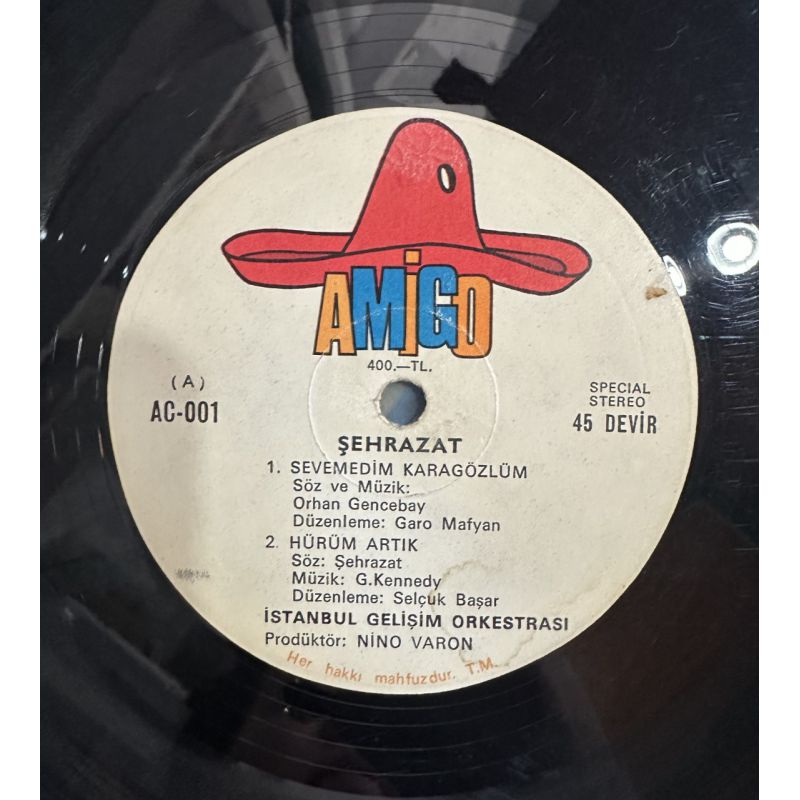 AMiGO
400.—TL.
(A)
AC-001
SPECIAL
STEREO
45 DEVİR
ŞEHRAZAT
1. SEVEMEDİM KARAGÖZLÜM
Söz ve Müzik:
Orhan Gencebay
Düzenleme: Garo Mafyan
2. HÜRÜM ARTIK
Söz: Şehrazat
Müzik: G.Kennedy
Düzenleme: Selçuk Başar
İSTANBUL GELİŞİM ORKESTRASI
Prodüktör: NİNO VARON
Her hakkı mahfuzdur. T.M.